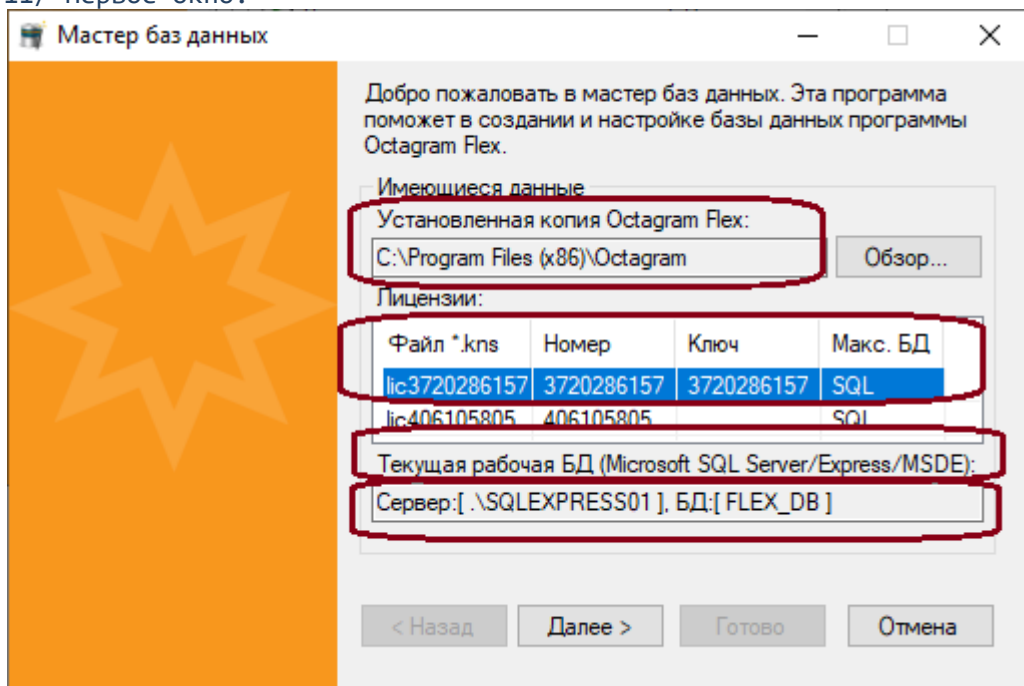 11) первое окно:
Мастер баз данных
Добро пожаловать в мастер баз данных. Эта программа
поможет в создании и настройке базы данных программы
Octagram Flex.
Имеющиеся данные
Установленная копия Octagram Flex:
C:\Program Files (x86)\Octagram
Обзор...
Лицензии:
Файл *.kns Номер Ключ Макс. БД
lic3720286157 3720286157 3720286157 SQL
lic406105805 406105805 SQL
Текущая рабочая БД (Microsoft SQL Server/Express/MSDE):
Сервер:[ .\SQLEXPRESS01 ], БД:[ FLEX_DB ]
< Назад Далее > Готово Отмена